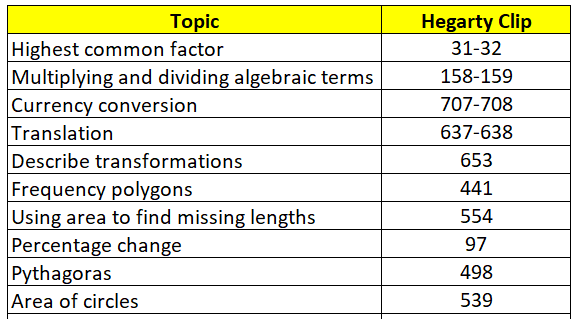 Topic Hegarty Clip
Highest common factor 31-32
Multiplying and dividing algebraic terms 158-159
Currency conversion 707-708
Translation 637-638
Describe transformations 653
Frequency polygons 441
Using area to find missing lengths 554
Percentage change 97
Pythagoras 498
Area of circles 539